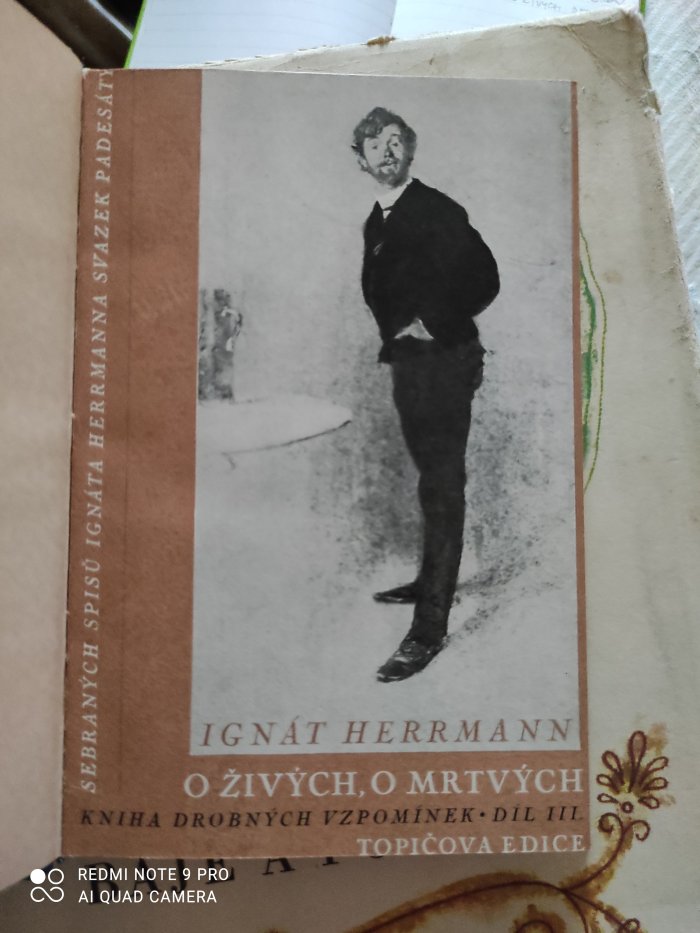 SEBRANÝCH SPISŮ IGNÁTA HERRMANNA SVAZEK PADESÁTÝ
IGNÁT HERRMANN
O ŽIVÝCH, O MRTVÝCH
KNIHA DROBNÝCH VZPOMÍNEK · DÍL III.
TOPIČOVA EDICE
BÁJE A
REDMI NOTE 9 PRO
AI QUAD CAMERA